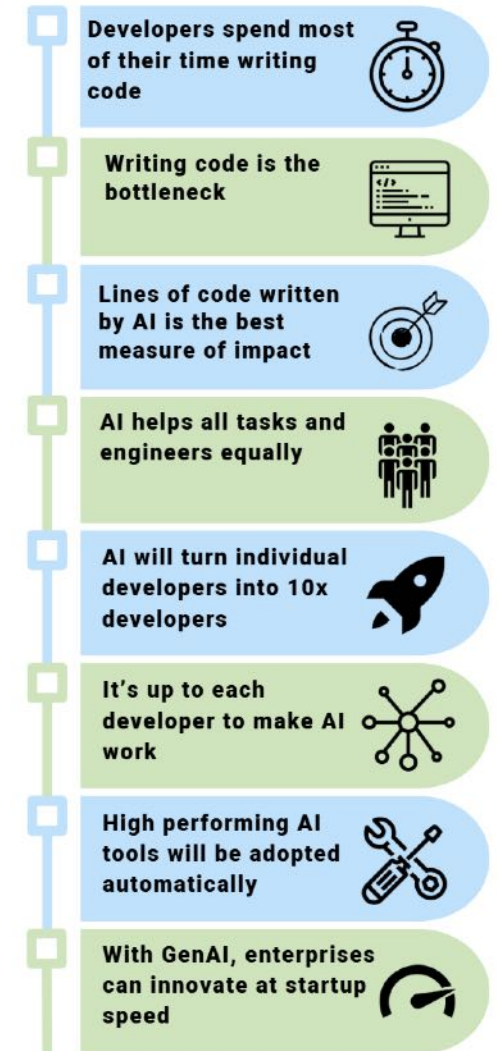 Developers spend most
of their time writing
code
Writing code is the
bottleneck
Lines of code written
by AI is the best
measure of impact
AI helps all tasks and
engineers equally
AI will turn individual
developers into 10x
developers
It's up to each
developer to make AI
work
High performing AI
tools will be adopted
automatically
With GenAI, enterprises
can innovate at startup
speed